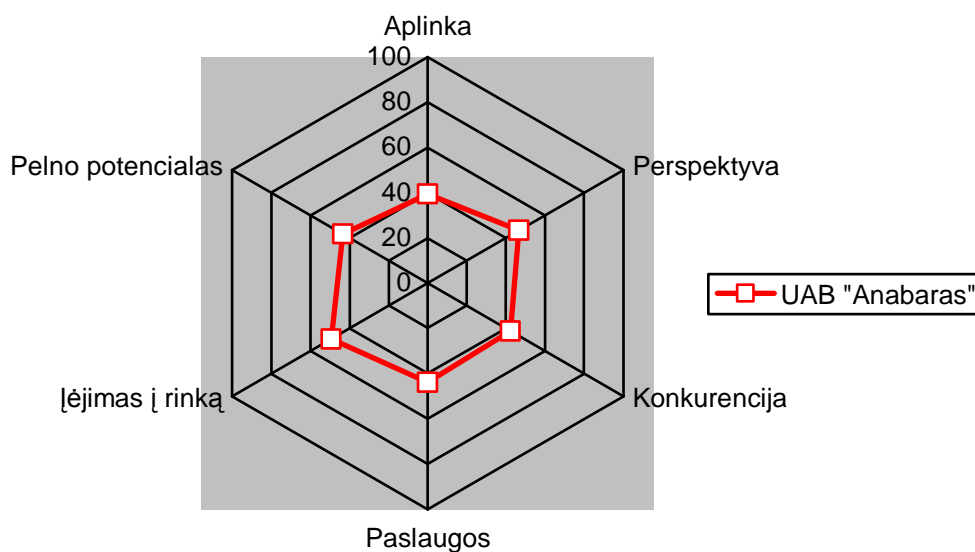 Aplinka
100
80
60
40
20
0
Perspektyva
Konkurencija
Paslaugos
Įėjimas į rinką
Pelno potencialas
UAB "Anabaras"